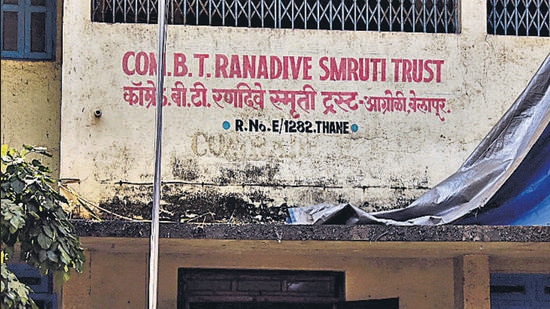 COM. B. T. RANADIVE SMRUTI TRUST
कॉम्रेड. बी. टी. रणदिवे स्मृती ट्रस्ट-आग्रोळी, बेलापूर.
R. No. E/1282. THANE